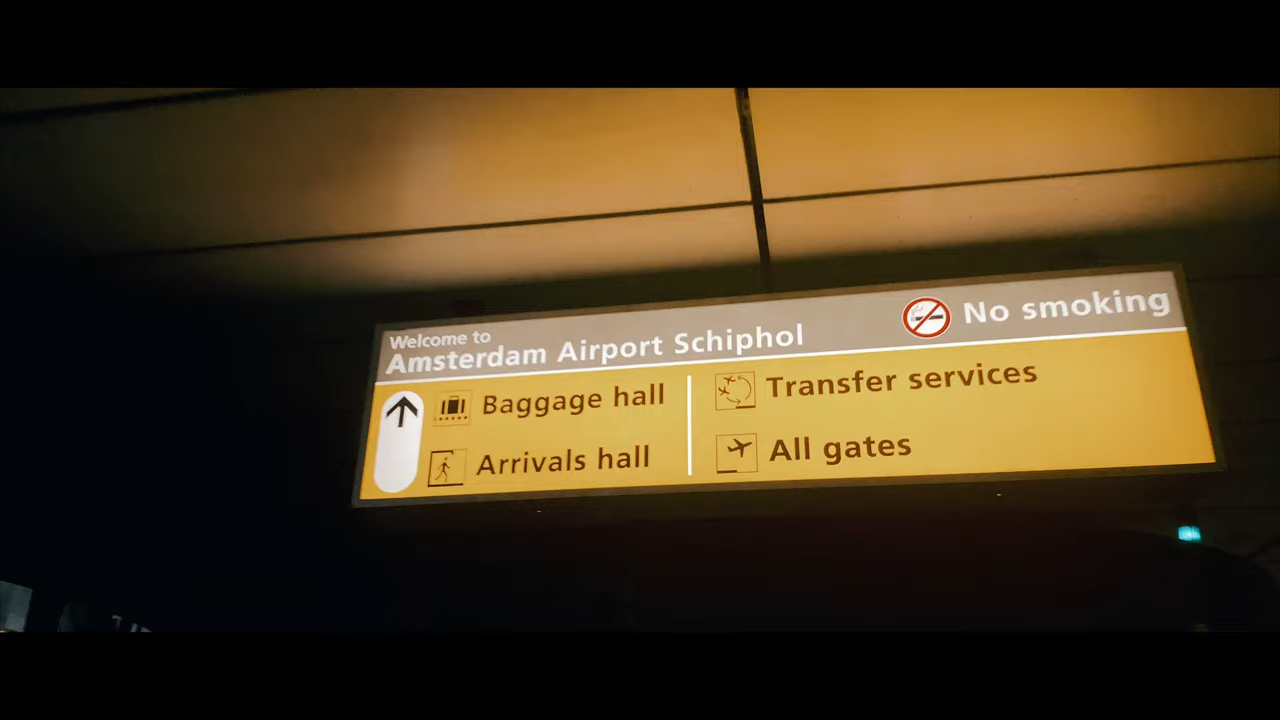 Welcome to
Amsterdam Airport Schiphol
No smoking
Baggage hall
Arrivals hall
Transfer services
All gates